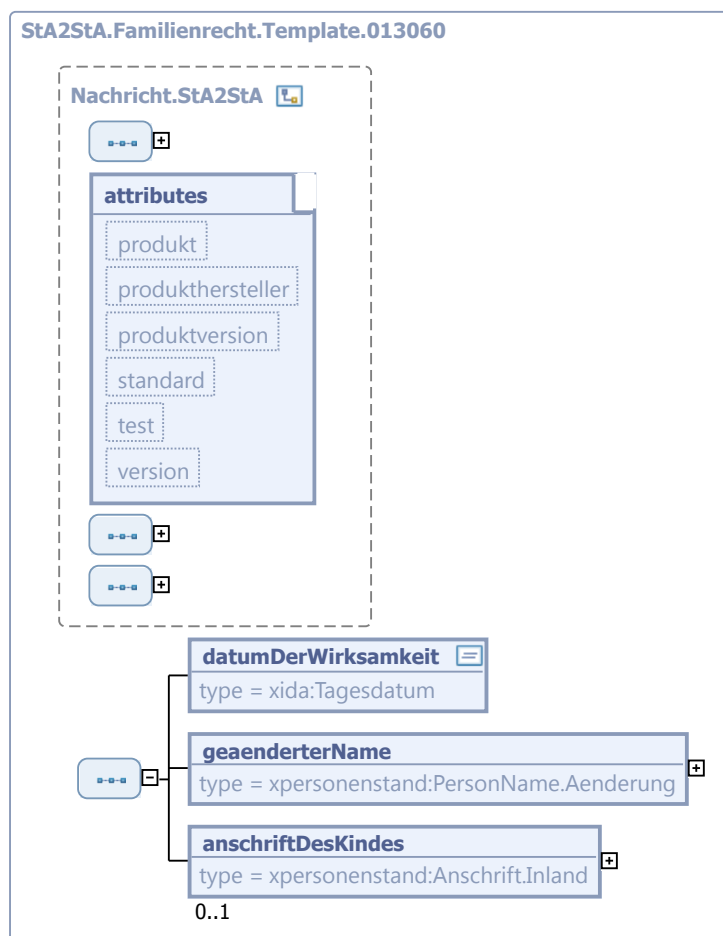 StA2StA.Familienrecht.Template.013060
Nachricht.StA2StA
attributes
produkt
produkthersteller
produktversion
standard
test
version
datumDerWirksamkeit
type = xida:Tagesdatum
geaenderterName
type = xpersonenstand:PersonName.Aenderung
anschriftDesKindes
type = xpersonenstand:Anschrift.Inland
0..1